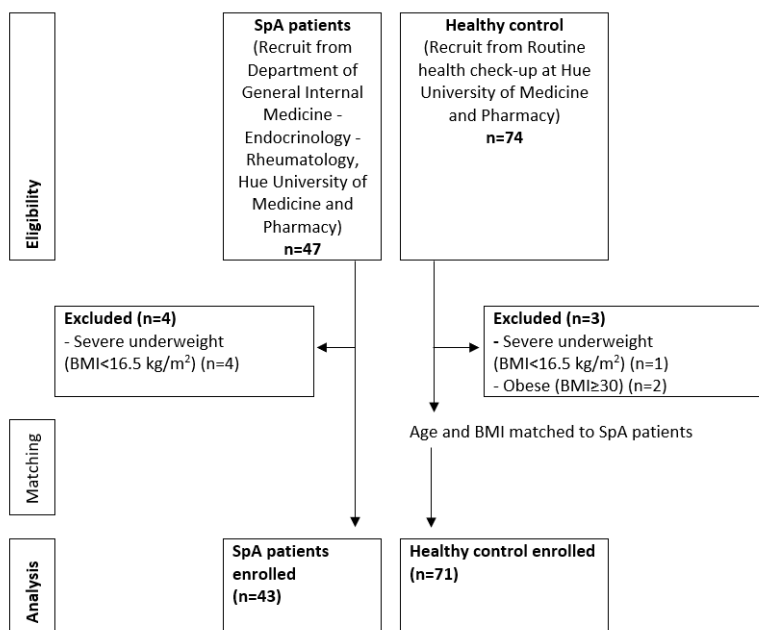 Eligibility
SpA patients
(Recruit from
Department of
General Internal
Medicine -
Endocrinology -
Rheumatology,
Hue University of
Medicine and
Pharmacy)
n=47
Healthy control
(Recruit from Routine
health check-up at Hue
University of Medicine
and Pharmacy)
n=74
Excluded (n=4)
- Severe underweight
(BMI<16.5 kg/m²) (n=4)
Excluded (n=3)
- Severe underweight
(BMI<16.5 kg/m²) (n=1)
- Obese (BMI≥30) (n=2)
Matching
Age and BMI matched to SpA patients
Analysis
SpA patients
enrolled
(n=43)
Healthy control enrolled
(n=71)